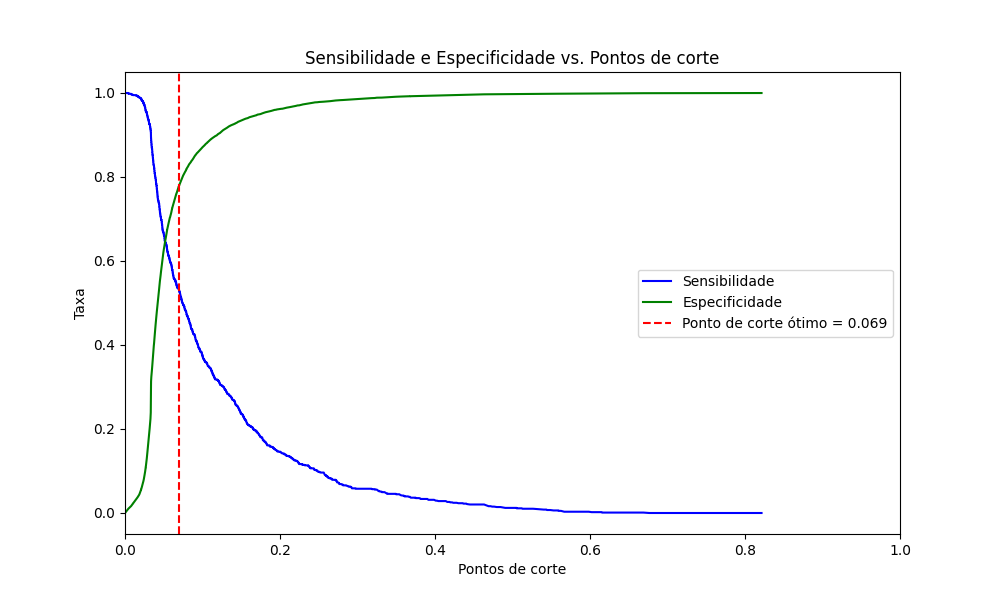 Sensibilidade e Especificidade vs. Pontos de corte
Taxa
1.0
0.8
0.6
0.4
0.2
0.0
Sensibilidade
Especificidade
Ponto de corte ótimo = 0.069
0.0 0.2 0.4 0.6 0.8 1.0
Pontos de corte